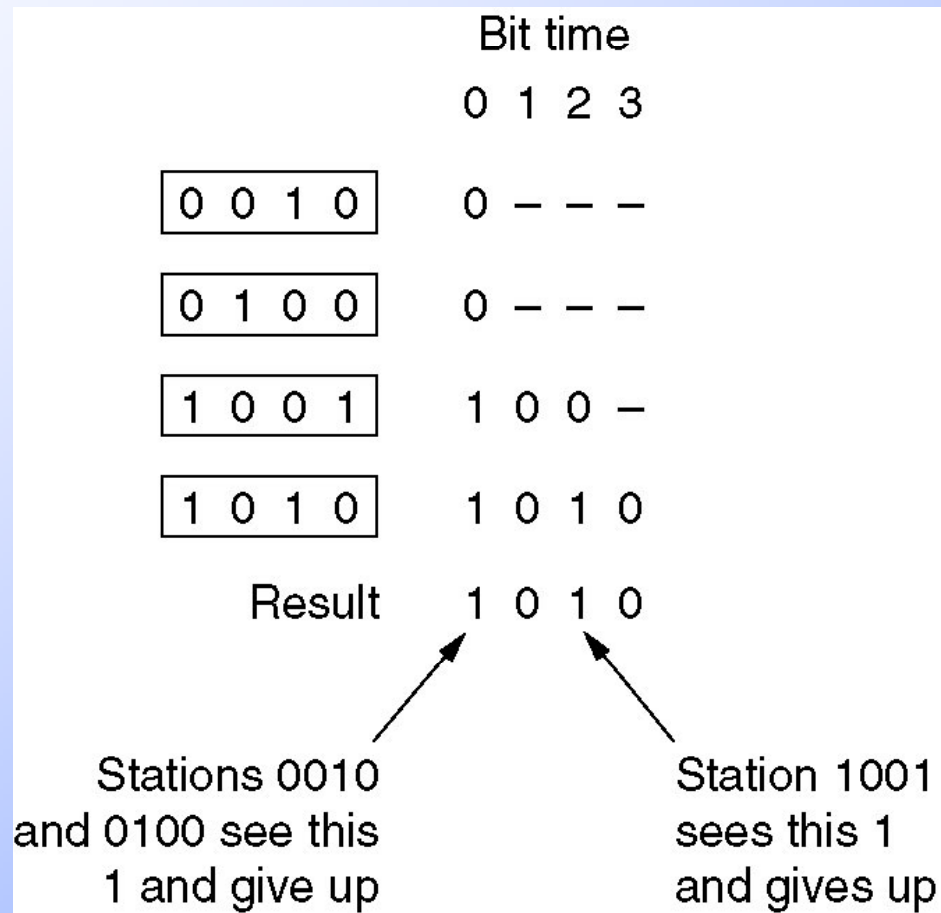 Bit time
0 1 2 3
0 0 1 0 0 – – –
0 1 0 0 0 – – –
1 0 0 1 1 0 0 –
1 0 1 0 1 0 1 0
Result 1 0 1 0
Stations 0010
and 0100 see this
1 and give up
Station 1001
sees this 1
and gives up